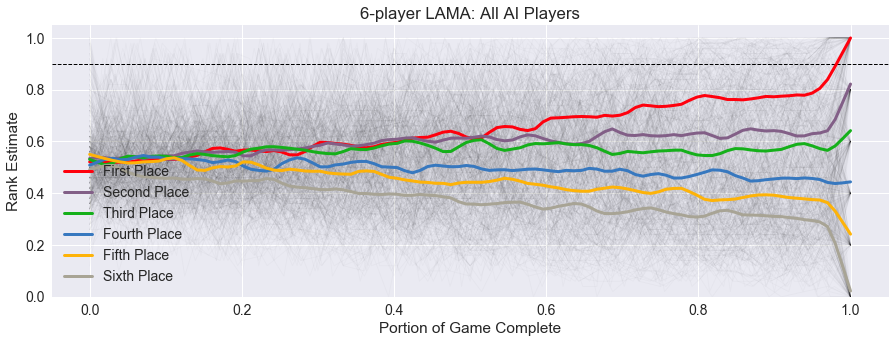 6-player LAMA: All AI Players
1.0
0.8
0.6
0.4
0.2
0.0
Rank Estimate
First Place
Second Place
Third Place
Fourth Place
Fifth Place
Sixth Place
0.0 0.2 0.4 0.6 0.8 1.0
Portion of Game Complete